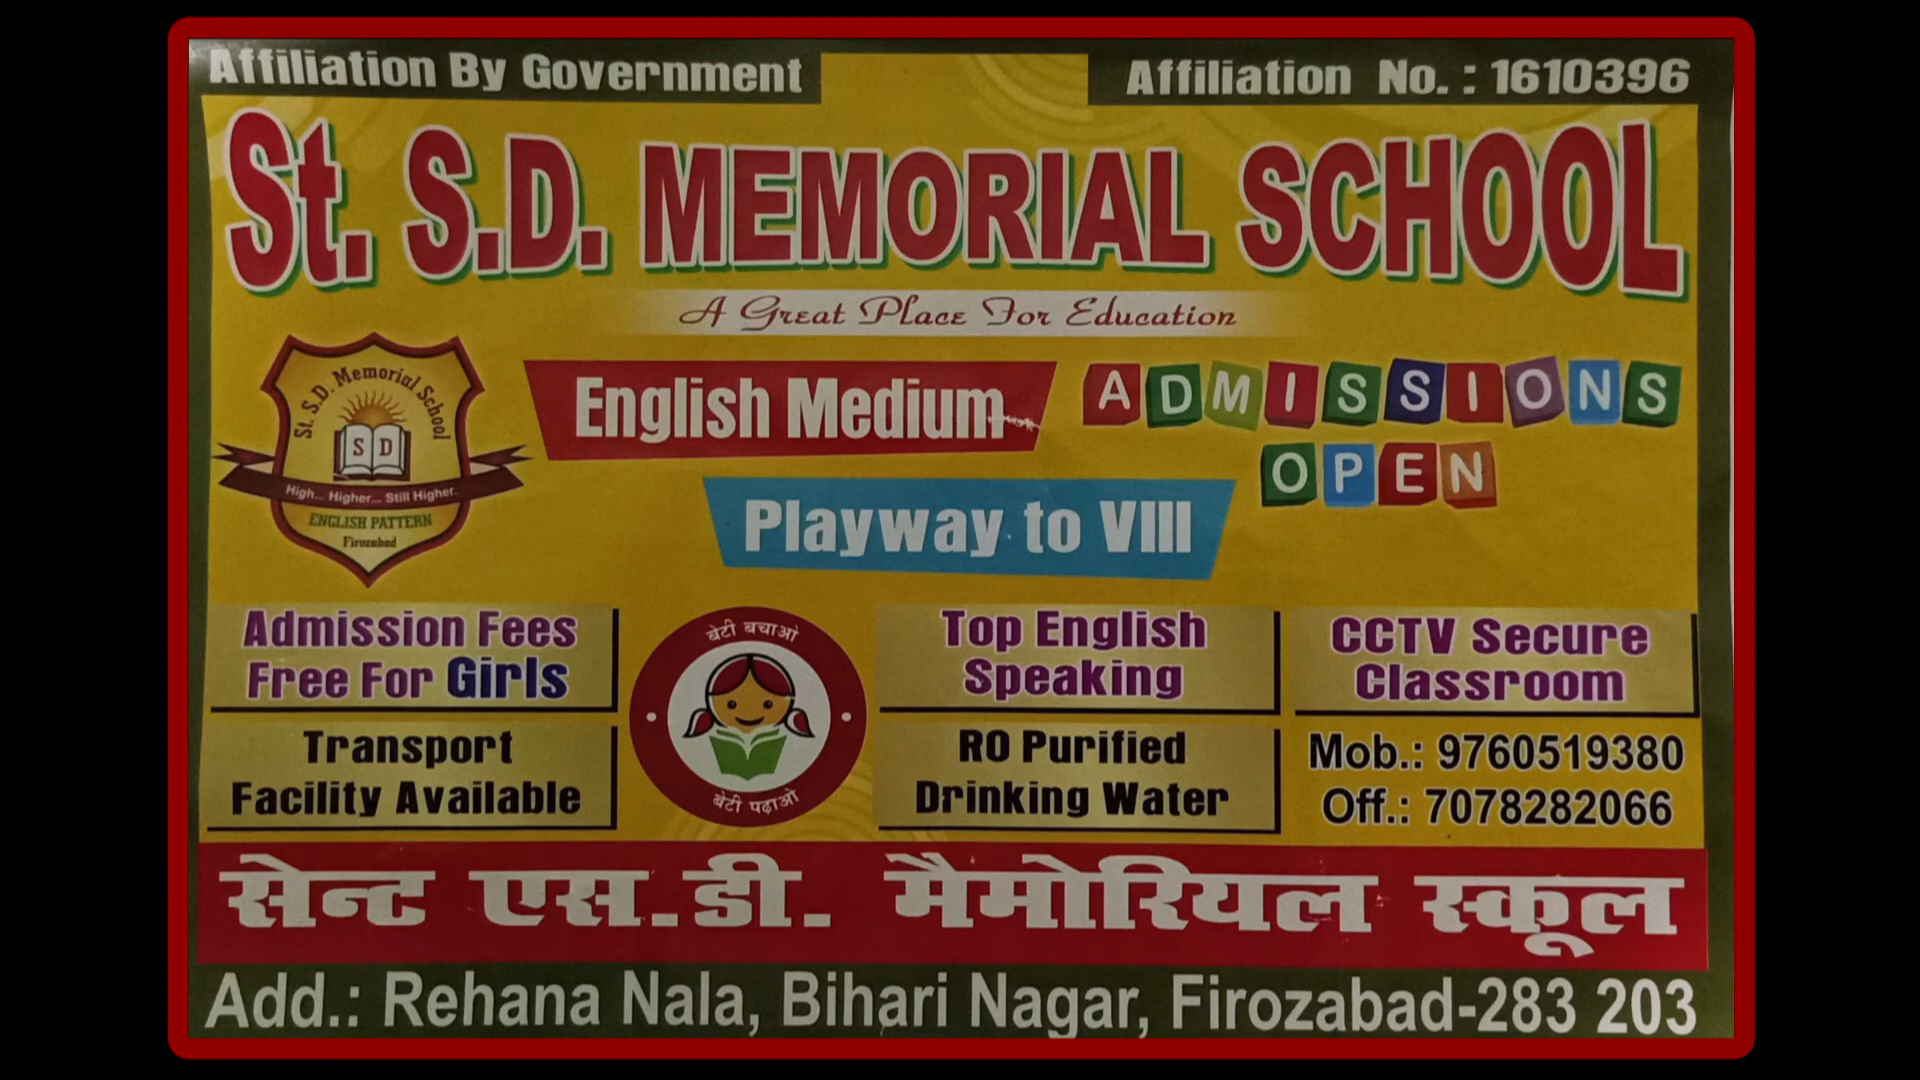 Affiliation By Government
Affiliation No. : 1610396
St. S.D. MEMORIAL SCHOOL
A Great Place For Education
St. S.D. Memorial School
S D
High... Higher... Still Higher.
ENGLISH PATTERN
Firozabad
English Medium
ADMISSIONS
OPEN
Playway to VIII
Admission Fees
Free For Girls
Transport
Facility Available
बेटी बचाओ
बेटी पढ़ाओ
Top English
Speaking
RO Purified
Drinking Water
CCTV Secure
Classroom
Mob.: 9760519380
Off.: 7078282066
सेन्ट एस.डी. मैमोरियल स्कूल
Add.: Rehana Nala, Bihari Nagar, Firozabad-283 203